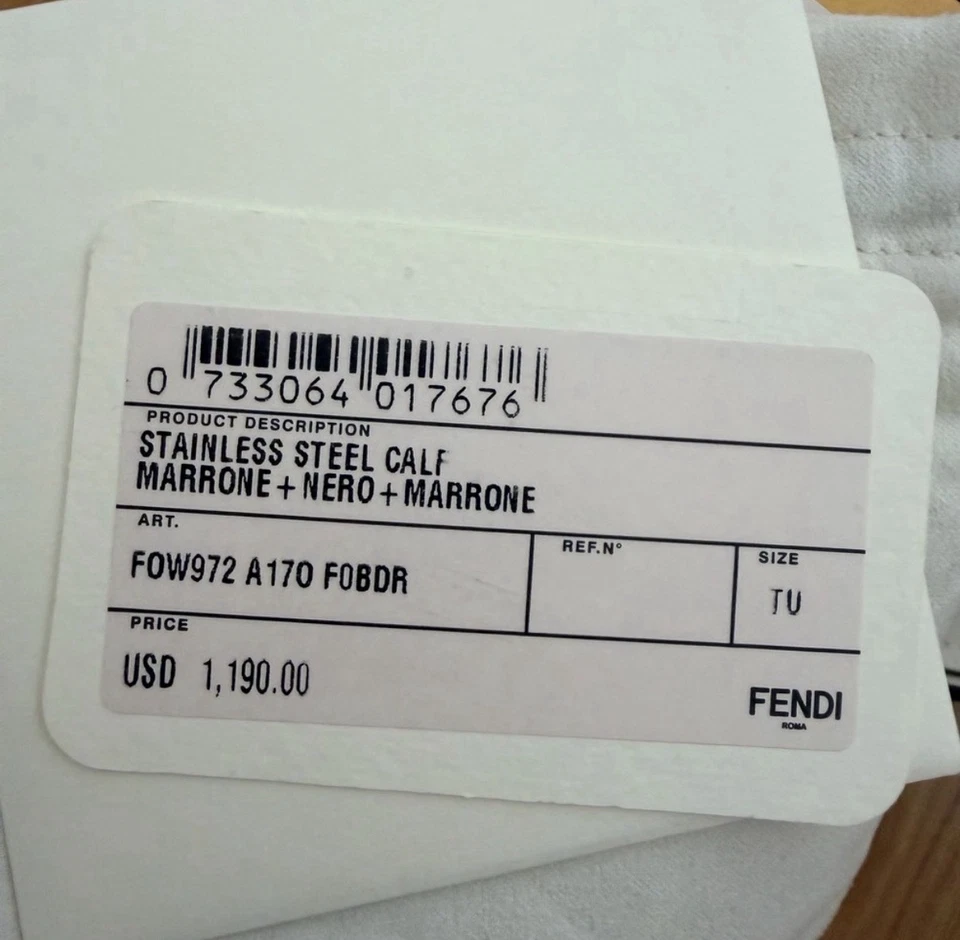 0 733064 017676
PRODUCT DESCRIPTION
STAINLESS STEEL CALF
MARRONE+NERO+MARRONE
ART.
REF.N°
SIZE
FOW972 A170 F0BDR
TU
PRICE
USD 1,190.00
FENDI
ROMA